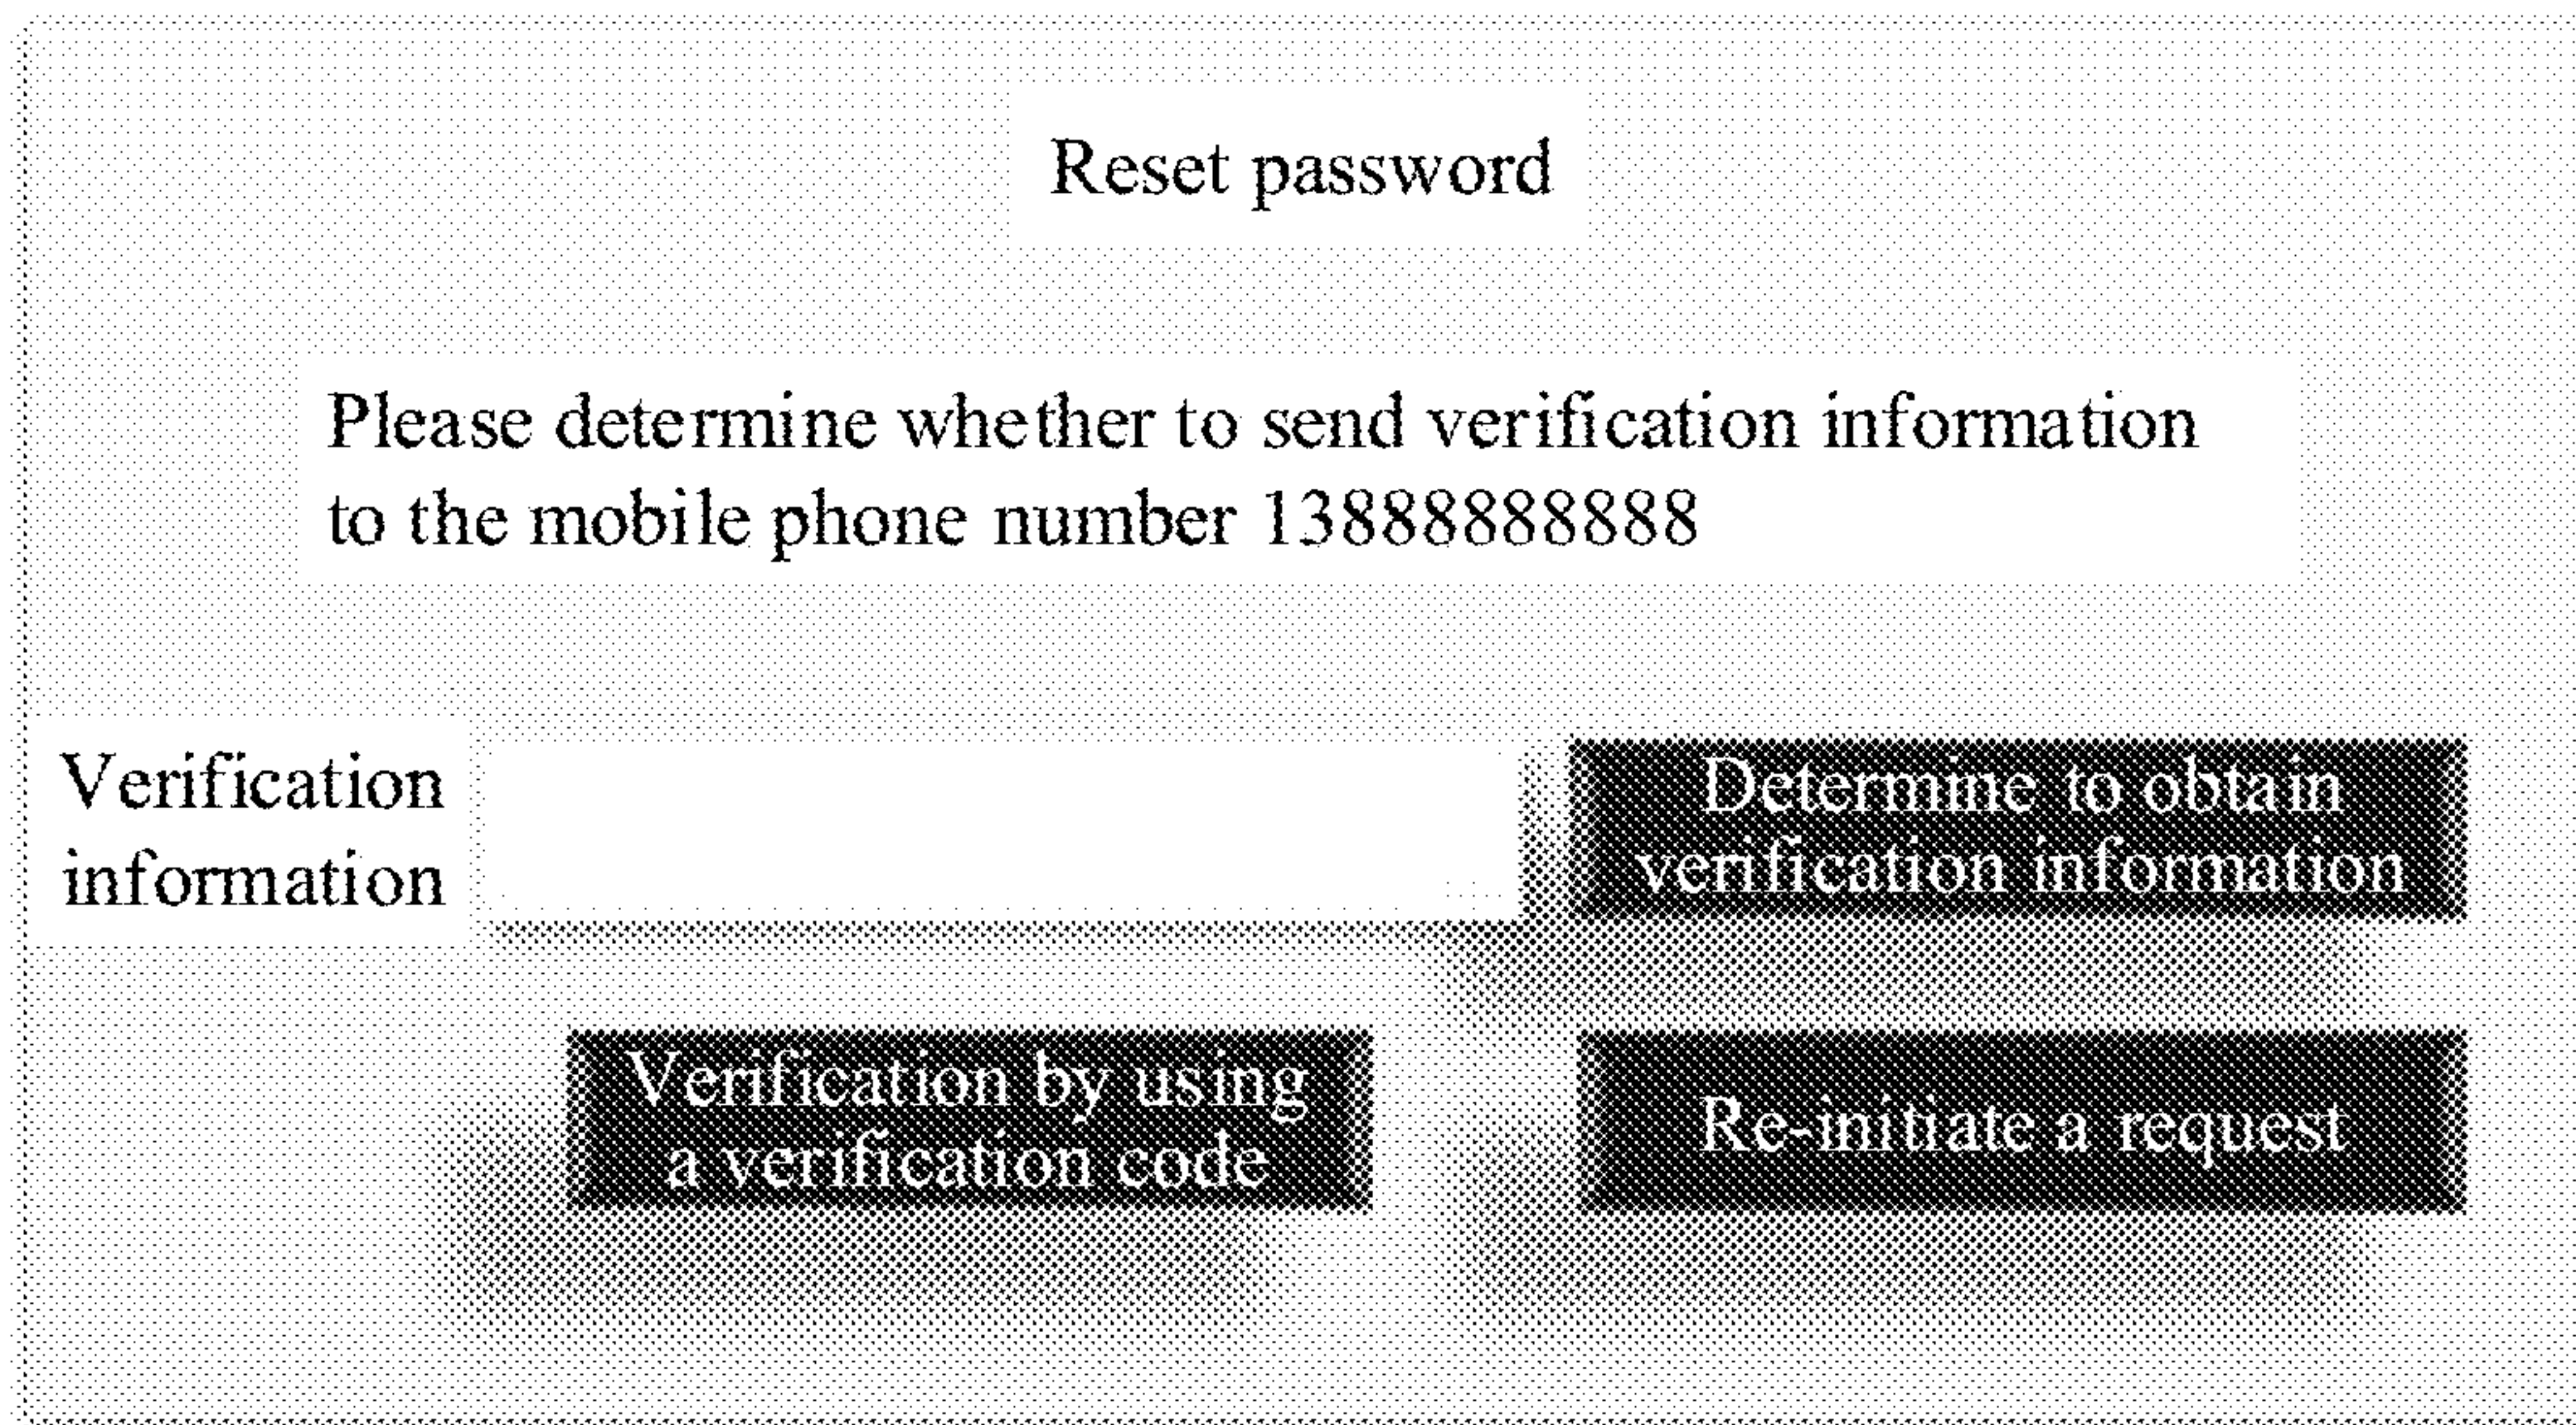 Reset password
Please determine whether to send verification information
to the mobile phone number 13888888888
Verification
information
Determine to obtain
verification information
Verification by using
a verification code
Re-initiate a request